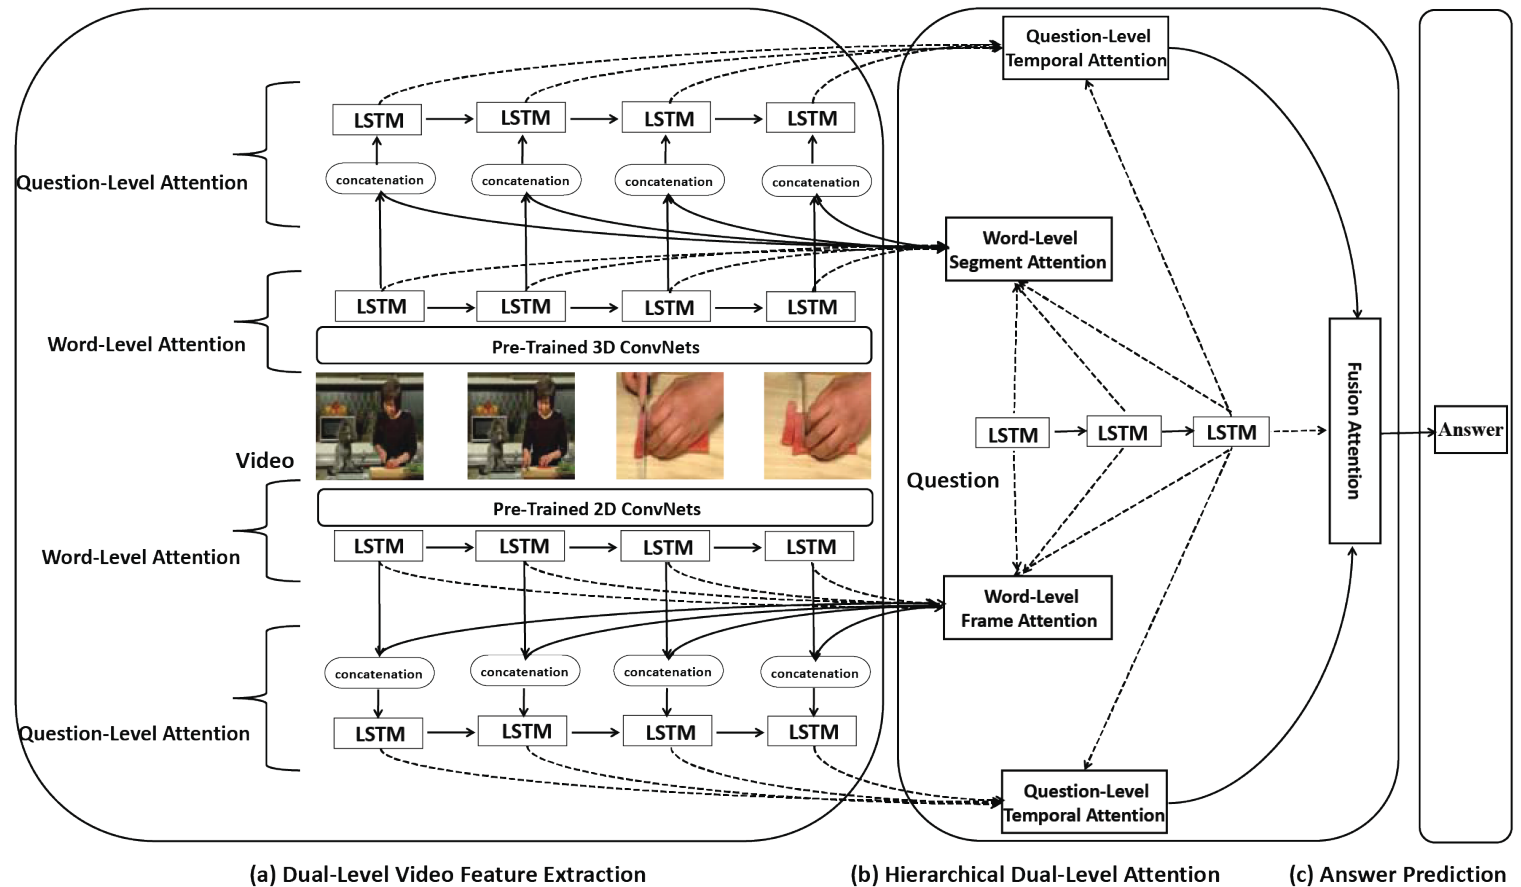 Question-Level
Temporal Attention
LSTM LSTM LSTM LSTM
Question-Level Attention
concatenation concatenation concatenation concatenation
Word-Level
Segment Attention
LSTM LSTM LSTM LSTM
Word-Level Attention
Pre-Trained 3D ConvNets
Video
LSTM LSTM LSTM
Question
Fusion Attention
Answer
Pre-Trained 2D ConvNets
Word-Level Attention
LSTM LSTM LSTM LSTM
Word-Level
Frame Attention
concatenation concatenation concatenation concatenation
Question-Level Attention
LSTM LSTM LSTM LSTM
Question-Level
Temporal Attention
(a) Dual-Level Video Feature Extraction
(b) Hierarchical Dual-Level Attention
(c) Answer Prediction